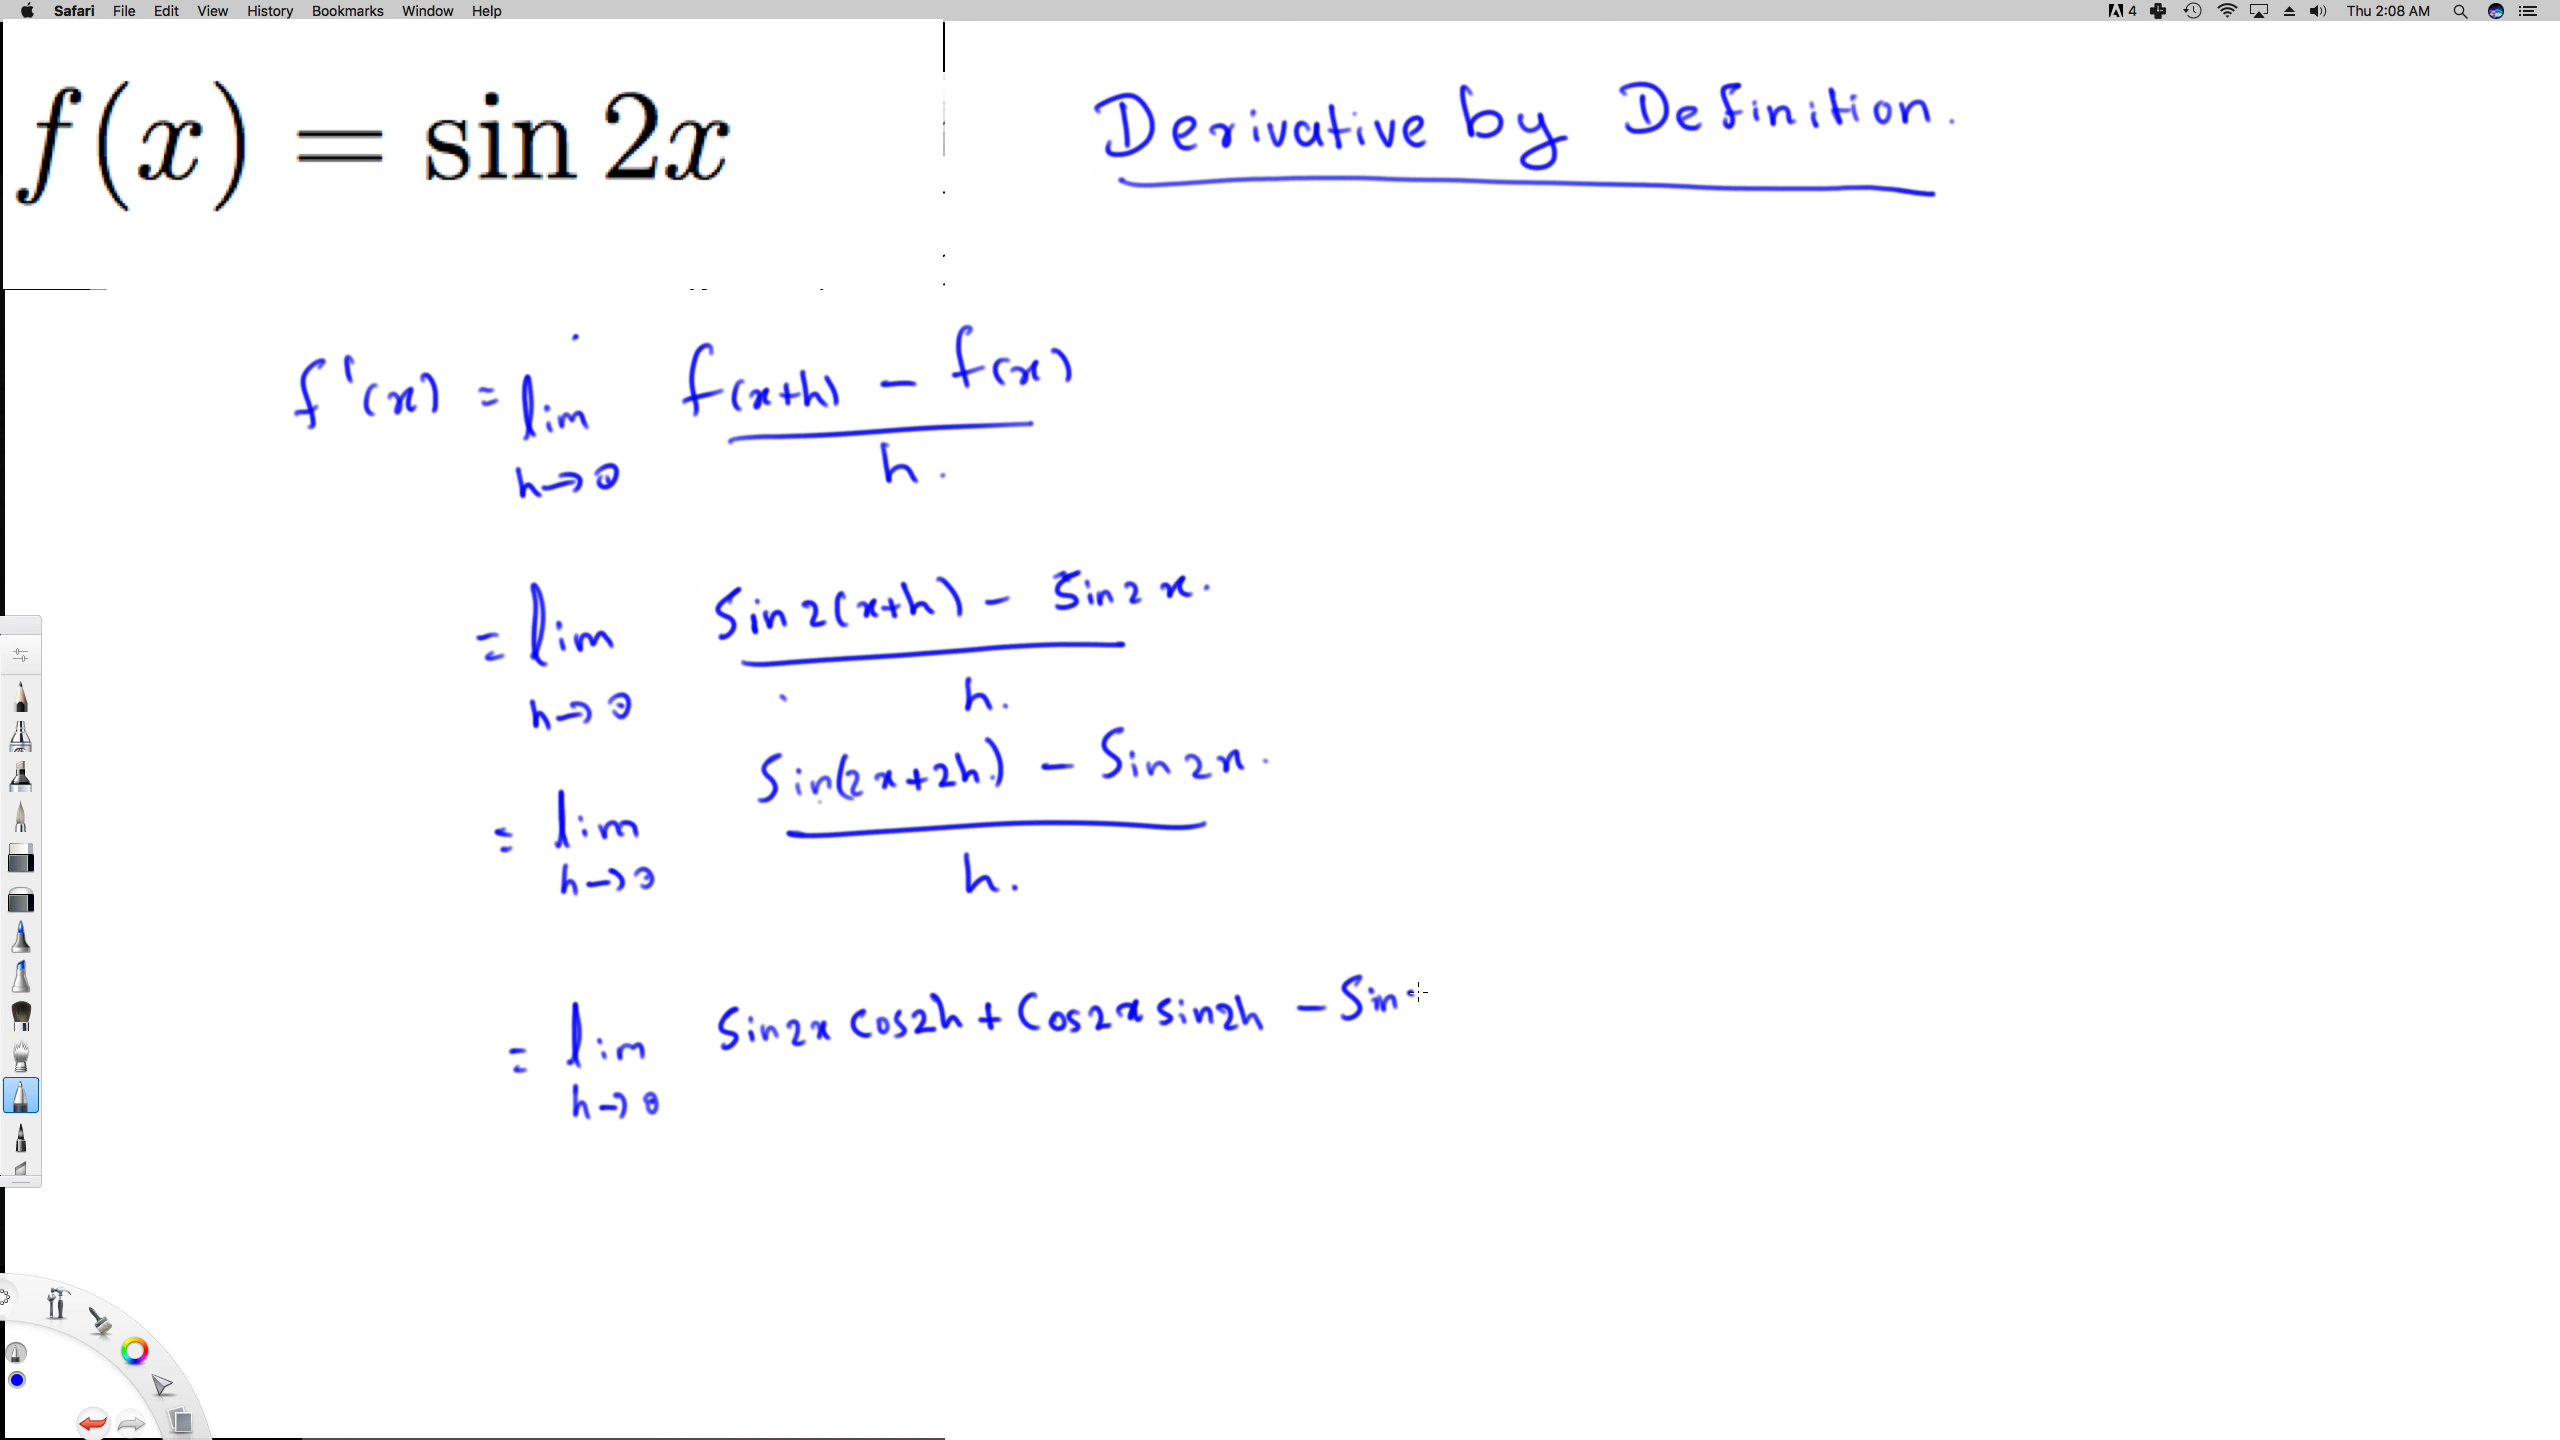 Safari File Edit View History Bookmarks Window Help 4 Thu 2:08 AM
f(x) = sin 2x
Derivative by Definition.
f'(x) = lim f(x+h) - f(x)
h→0 h.
= lim Sin 2(x+h) - Sin 2x.
h→0 h.
= lim Sin(2x+2h) - Sin 2x.
h→0 h.
= lim Sin2x Cos2h + Cos2x sin2h - Sin
h→0